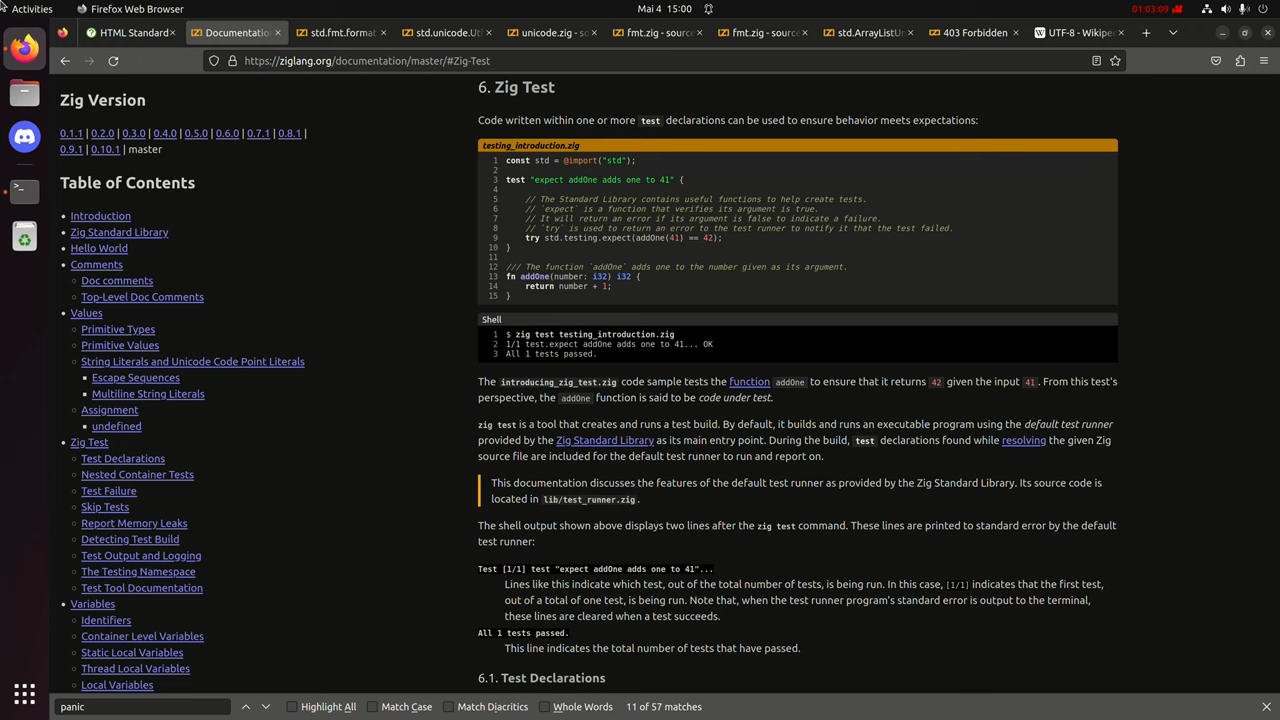 Activities
Firefox Web Browser
Mai 4 15:00
01:03:09
HTML Standard
Documentation
std.fmt.format
std.unicode.Ut
unicode.zig - so
fmt.zig - source
fmt.zig - source
std.ArrayListUn
403 Forbidden
UTF-8 - Wikipe
https://ziglang.org/documentation/master/#Zig-Test
Zig Version
0.1.1 | 0.2.0 | 0.3.0 | 0.4.0 | 0.5.0 | 0.6.0 | 0.7.1 | 0.8.1 |
0.9.1 | 0.10.1 | master
Table of Contents
Introduction
Zig Standard Library
Hello World
Comments
Doc comments
Top-Level Doc Comments
Values
Primitive Types
Primitive Values
String Literals and Unicode Code Point Literals
Escape Sequences
Multiline String Literals
Assignment
undefined
Zig Test
Test Declarations
Nested Container Tests
Test Failure
Skip Tests
Report Memory Leaks
Detecting Test Build
Test Output and Logging
The Testing Namespace
Test Tool Documentation
Variables
Identifiers
Container Level Variables
Static Local Variables
Thread Local Variables
Local Variables
6. Zig Test
Code written within one or more test declarations can be used to ensure behavior meets expectations:
testing_introduction.zig
1 const std = @import("std");
2
3 test "expect addOne adds one to 41" {
4
5 // The Standard Library contains useful functions to help create tests.
6 // `expect` is a function that verifies its argument is true.
7 // It will return an error if its argument is false to indicate a failure.
8 // `try` is used to return an error to the test runner to notify it that the test failed.
9 try std.testing.expect(addOne(41) == 42);
10 }
11
12 /// The function `addOne` adds one to the number given as its argument.
13 fn addOne(number: i32) i32 {
14 return number + 1;
15 }
Shell
1 $ zig test testing_introduction.zig
2 1/1 test.expect addOne adds one to 41... OK
3 All 1 tests passed.
The introducing_zig_test.zig code sample tests the function addOne to ensure that it returns 42 given the input 41. From this test's
perspective, the addOne function is said to be code under test.
zig test is a tool that creates and runs a test build. By default, it builds and runs an executable program using the default test runner
provided by the Zig Standard Library as its main entry point. During the build, test declarations found while resolving the given Zig
source file are included for the default test runner to run and report on.
This documentation discusses the features of the default test runner as provided by the Zig Standard Library. Its source code is
located in lib/test_runner.zig.
The shell output shown above displays two lines after the zig test command. These lines are printed to standard error by the default
test runner:
Test [1/1] test "expect addOne adds one to 41"...
Lines like this indicate which test, out of the total number of tests, is being run. In this case, [1/1] indicates that the first test,
out of a total of one test, is being run. Note that, when the test runner program's standard error is output to the terminal,
these lines are cleared when a test succeeds.
All 1 tests passed.
This line indicates the total number of tests that have passed.
6.1. Test Declarations
panic
Highlight All
Match Case
Match Diacritics
Whole Words
11 of 57 matches